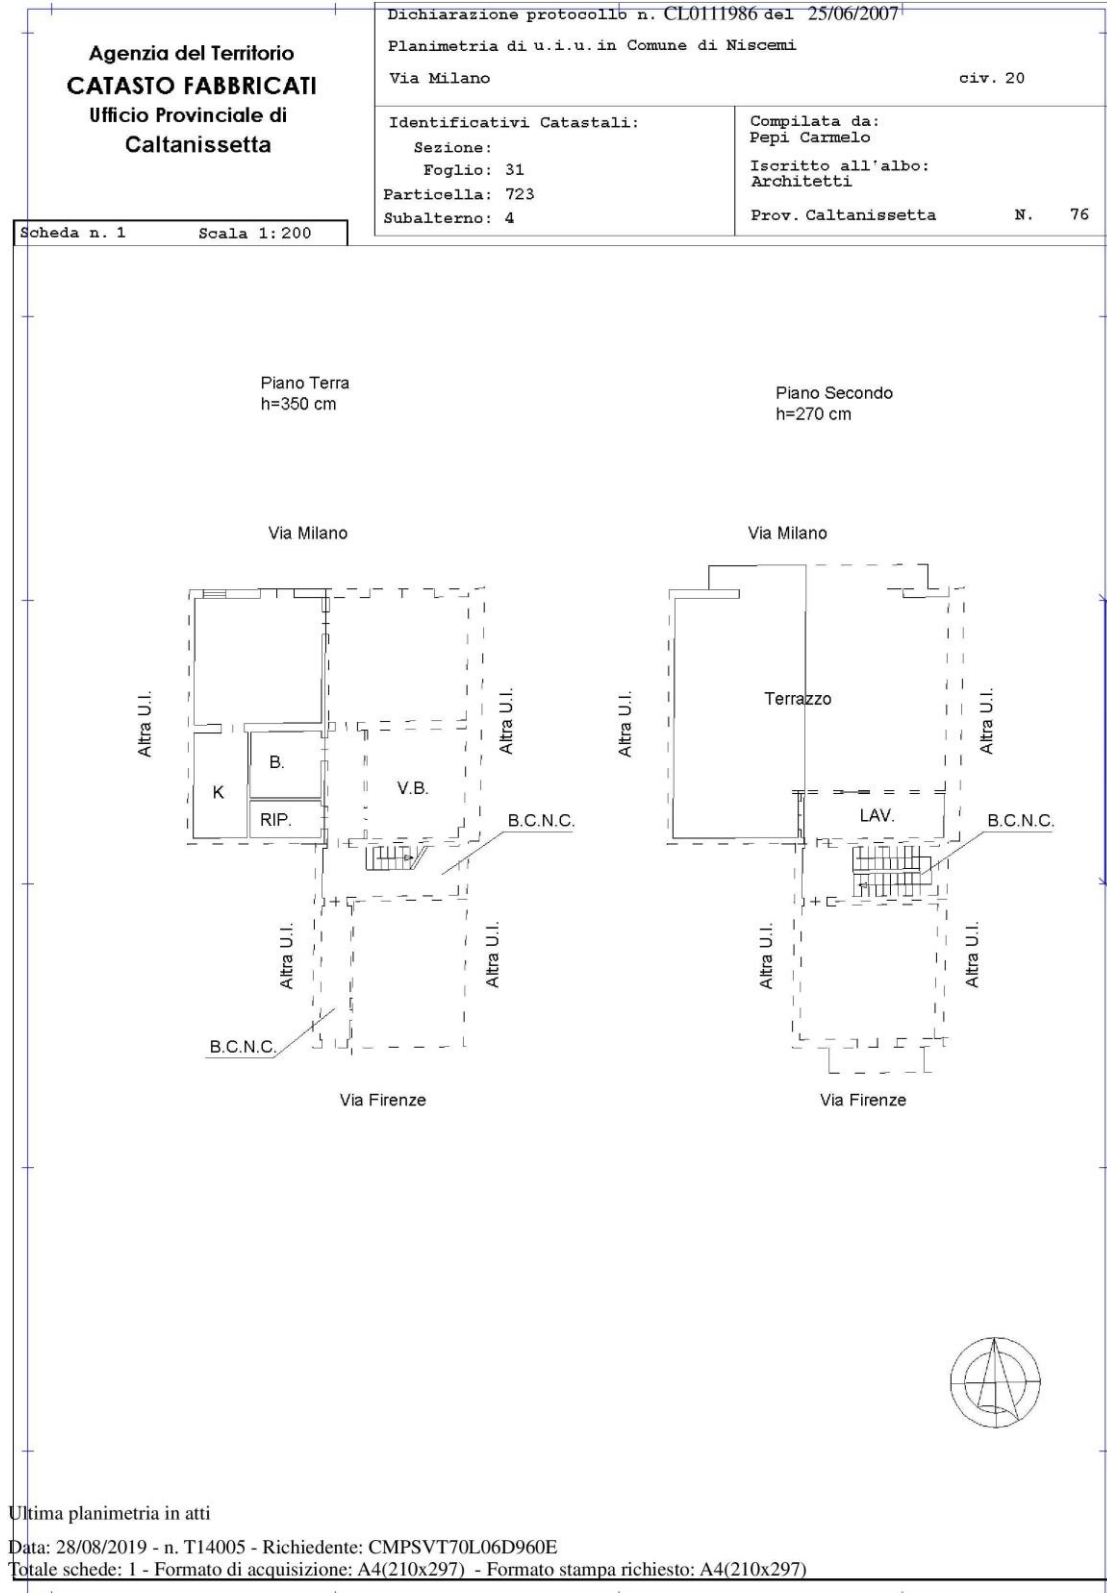 Agenzia del Territorio
CATASTO FABBRICATI
Ufficio Provinciale di
Caltanissetta
Dichiarazione protocollo n. CL0111986 del 25/06/2007
Planimetria di u.i.u. in Comune di Niscemi
Via Milano civ. 20
Identificativi Catastali:
Sezione:
Foglio: 31
Particella: 723
Subalterno: 4
Compilata da:
Pepi Carmelo
Iscritto all'albo:
Architetti
Prov. Caltanissetta N. 76
Scheda n. 1 Scala 1:200
Piano Terra
h=350 cm
Via Milano
Altra U.I.
Altra U.I.
B.
K
V.B.
RIP.
B.C.N.C.
Altra U.I.
Altra U.I.
B.C.N.C.
Via Firenze
Piano Secondo
h=270 cm
Via Milano
Altra U.I.
Terrazzo
Altra U.I.
LAV.
B.C.N.C.
Altra U.I.
Altra U.I.
Via Firenze
Ultima planimetria in atti
Data: 28/08/2019 - n. T14005 - Richiedente: CMPSVT70L06D960E
Totale schede: 1 - Formato di acquisizione: A4(210x297) - Formato stampa richiesto: A4(210x297)